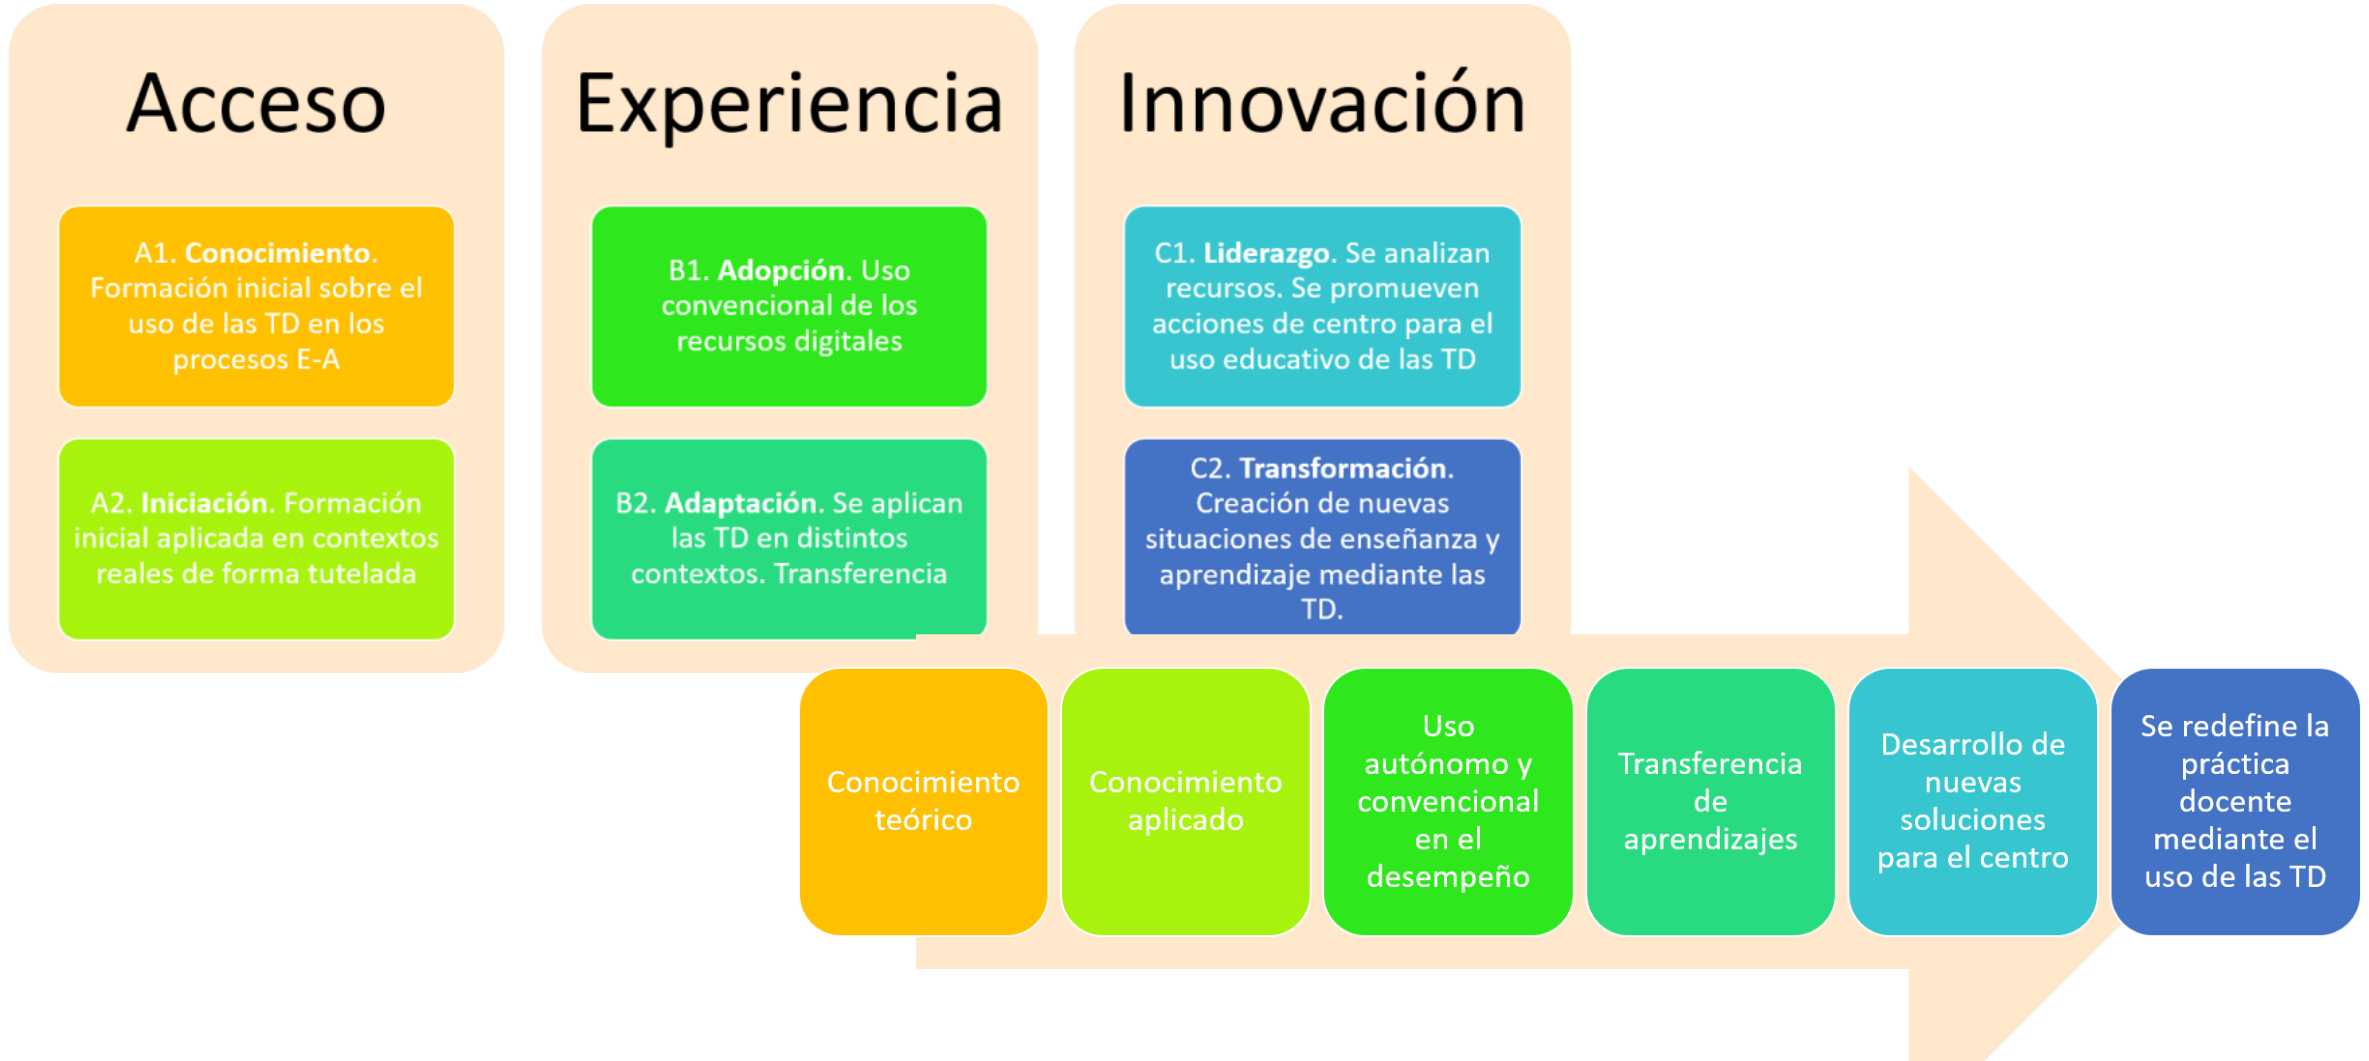 Acceso
A1. Conocimiento.
Formación inicial sobre el
uso de las TD en los
procesos E-A
A2. Iniciación. Formación
inicial aplicada en contextos
reales de forma tutelada
Experiencia
B1. Adopción. Uso
convencional de los
recursos digitales
B2. Adaptación. Se aplican
las TD en distintos
contextos. Transferencia
Innovación
C1. Liderazgo. Se analizan
recursos. Se promueven
acciones de centro para el
uso educativo de las TD
C2. Transformación.
Creación de nuevas
situaciones de enseñanza y
aprendizaje mediante las
TD.
Conocimiento
teórico
Conocimiento
aplicado
Uso
autónomo y
convencional
en el
desempeño
Transferencia
de
aprendizajes
Desarrollo de
nuevas
soluciones
para el centro
Se redefine la
práctica
docente
mediante el
uso de las TD